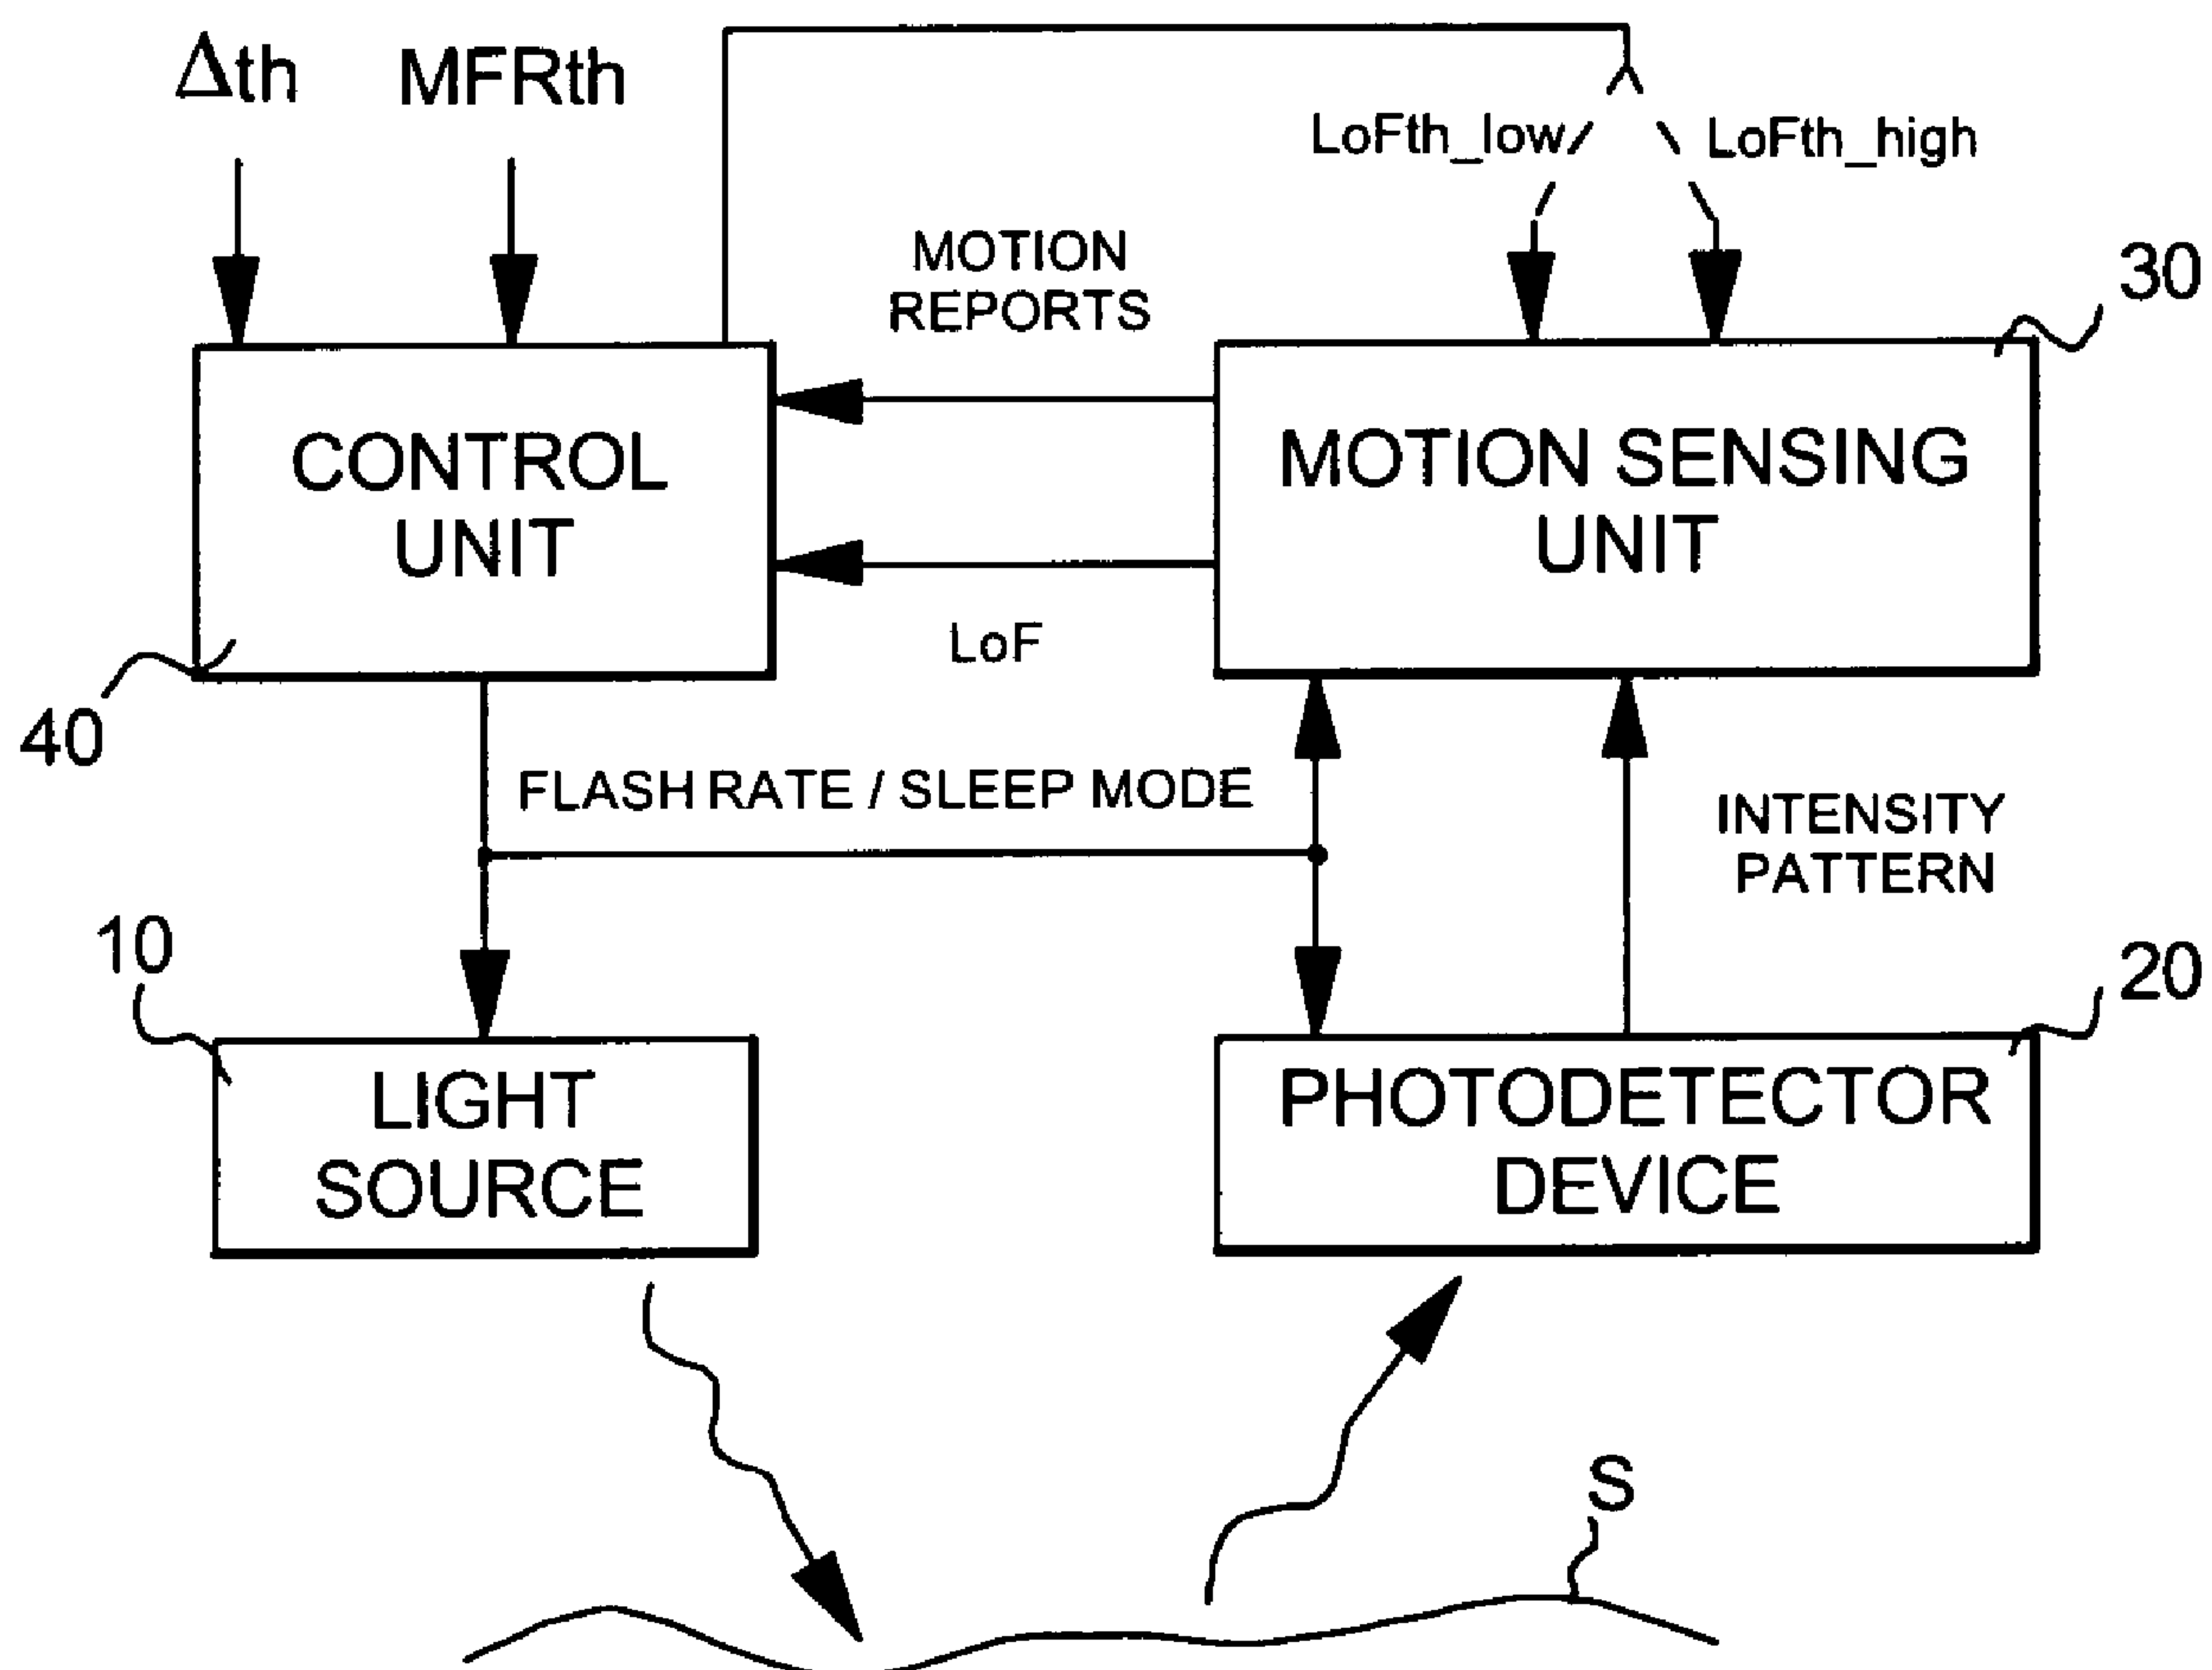 Δth
MFRth
LoFth_low
LoFth_high
MOTION
REPORTS
30
CONTROL
UNIT
MOTION SENSING
UNIT
LoF
40
FLASH RATE / SLEEP MODE
INTENSITY
PATTERN
10
20
LIGHT
SOURCE
PHOTODETECTOR
DEVICE
S